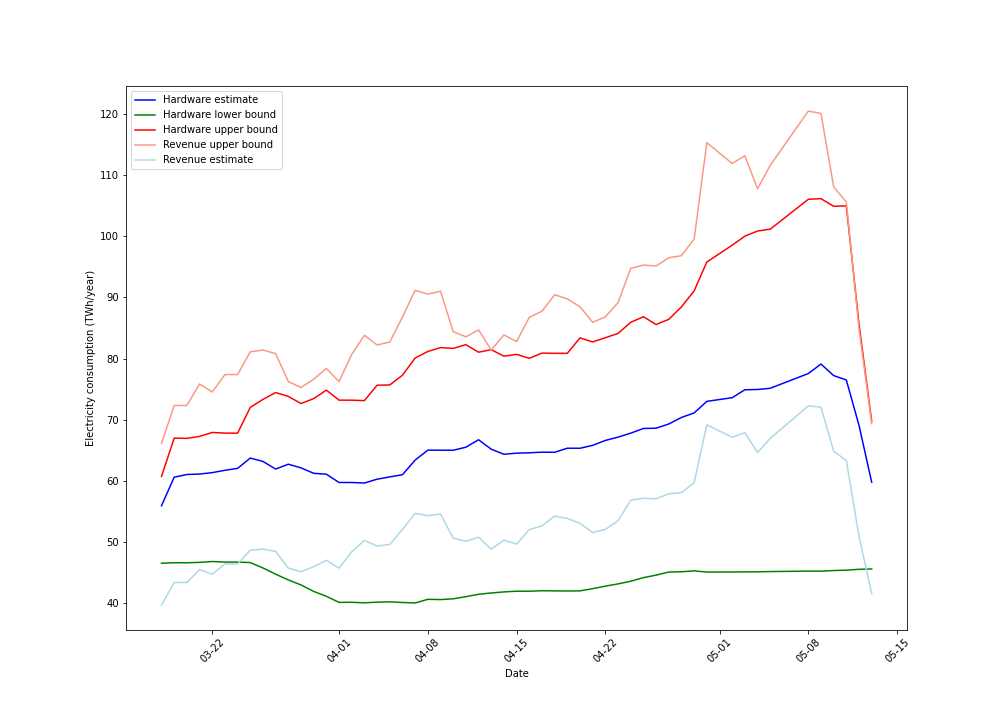 Hardware estimate
Hardware lower bound
Hardware upper bound
Revenue upper bound
Revenue estimate
120
110
100
90
80
70
60
50
40
Electricity consumption (TWh/year)
03-22
04-01
04-08
04-15
04-22
05-01
05-08
05-15
Date